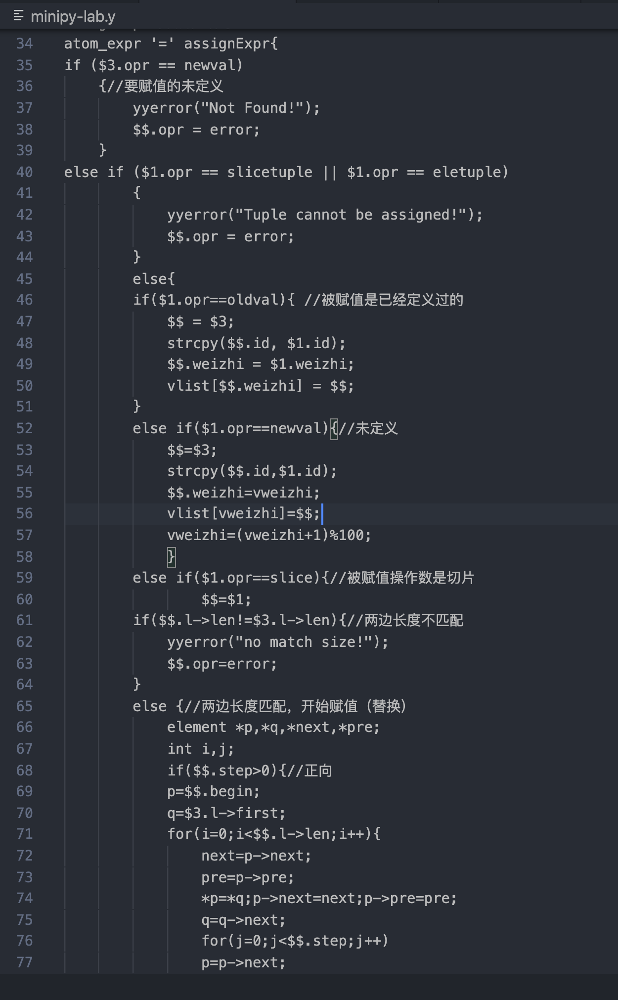 minipy-lab.y
34 atom_expr '=' assignExpr{
35 if ($3.opr == newval)
36 {//要赋值的未定义
37 yyerror("Not Found!");
38 $$.opr = error;
39 }
40 else if ($1.opr == slicetuple || $1.opr == eletuple)
41 {
42 yyerror("Tuple cannot be assigned!");
43 $$.opr = error;
44 }
45 else{
46 if($1.opr==oldval){ //被赋值是已经定义过的
47 $$ = $3;
48 strcpy($$.id, $1.id);
49 $$.weizhi = $1.weizhi;
50 vlist[$$.weizhi] = $$;
51 }
52 else if($1.opr==newval){//未定义
53 $$=$3;
54 strcpy($$.id,$1.id);
55 $$.weizhi=vweizhi;
56 vlist[vweizhi]=$$;
57 vweizhi=(vweizhi+1)%100;
58 }
59 else if($1.opr==slice){//被赋值操作数是切片
60 $$=$1;
61 if($$.l->len!=$3.l->len){//两边长度不匹配
62 yyerror("no match size!");
63 $$.opr=error;
64 }
65 else {//两边长度匹配，开始赋值（替换）
66 element *p,*q,*next,*pre;
67 int i,j;
68 if($$.step>0){//正向
69 p=$$.begin;
70 q=$3.l->first;
71 for(i=0;i<$$.l->len;i++){
72 next=p->next;
73 pre=p->pre;
74 *p=*q;p->next=next;p->pre=pre;
75 q=q->next;
76 for(j=0;j<$$.step;j++)
77 p=p->next;